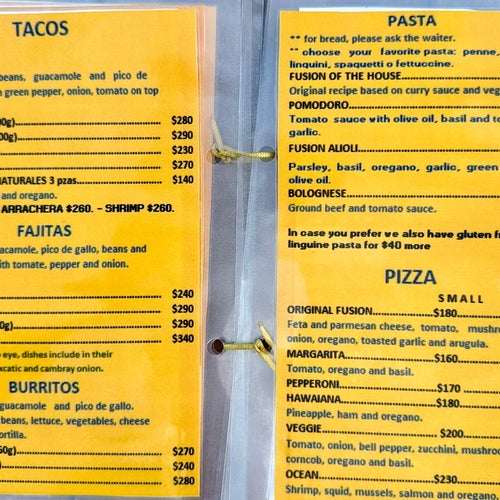 TACOS
beans, guacamole and pico de
green pepper, onion, tomato on top
0g)........ $280
00g)........ $290
........ $230
........ $270
NATURALES 3 pzas........ $140
and oregano.
ARRACHERA $260. – SHRIMP $260.
FAJITAS
acamole, pico de gallo, beans and
ith tomate, pepper and onion.
........ $240
........ $290
0g)........ $290
........ $340
eye, dishes include in their
xcatic and cambray onion.
BURRITOS
guacamole and pico de gallo.
beans, lettuce, vegetables, cheese
ortilla.
50g)........ $270
)........ $240
........ $280
PASTA
** for bread, please ask the waiter.
** choose your favorite pasta: penne,
linquini, spaquetti o fettuccine.
FUSION OF THE HOUSE........
Original recipe based on curry sauce and veg
POMODORO........
Tomato sauce with olive oil, basil and to
garlic.
FUSION ALIOLI........
Parsley, basil, oregano, garlic, green
olive oil.
BOLOGNESE........
Ground beef and tomato sauce.
In case you prefer we also have gluten fr
linguine pasta for $40 more
PIZZA
SMALL
ORIGINAL FUSION........$180
Feta and parmesan cheese, tomato, mushro
onion, oregano, toasted garlic and arugula.
MARGARITA........$160
Tomato, oregano and basil.
PEPPERONI........$170
HAWAIANA........$180
Pineapple, ham and oregano.
VEGGIE........$200
Tomato, onion, bell pepper, zucchini, mushroo
corncob, oregano and basil.
OCEAN........$230
Shrimp, squid, mussels, salmon and oregano.